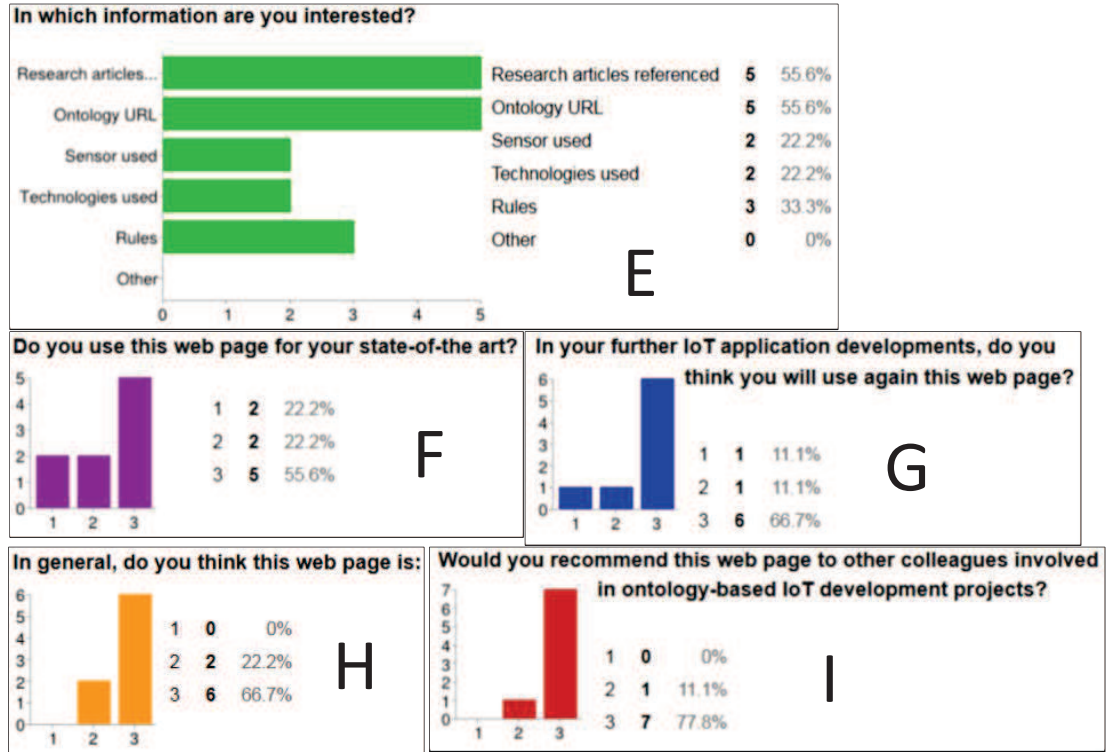 In which information are you interested?
Research articles...
Ontology URL
Sensor used
Technologies used
Rules
Other
0 1 2 3 4 5
Research articles referenced 5 55.6%
Ontology URL 5 55.6%
Sensor used 2 22.2%
Technologies used 2 22.2%
Rules 3 33.3%
Other 0 0%
E
Do you use this web page for your state-of-the art?
5
4
3
2
1
0
1 2 3
1 2 22.2%
2 2 22.2%
3 5 55.6%
F
In your further IoT application developments, do you
think you will use again this web page?
6
5
4
3
2
1
0
1 2 3
1 1 11.1%
2 1 11.1%
3 6 66.7%
G
In general, do you think this web page is:
6
5
4
3
2
1
0
1 2 3
1 0 0%
2 2 22.2%
3 6 66.7%
H
Would you recommend this web page to other colleagues involved
in ontology-based IoT development projects?
7
6
5
4
3
2
1
0
1 2 3
1 0 0%
2 1 11.1%
3 7 77.8%
I